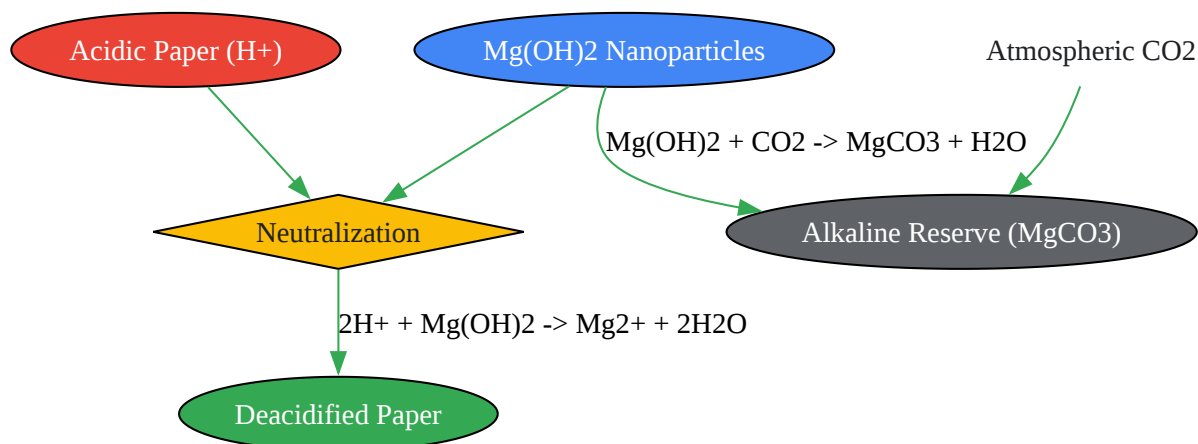 Acidic Paper (H+)
Mg(OH)2 Nanoparticles
Atmospheric CO2
Mg(OH)2 + CO2 -> MgCO3 + H2O
Neutralization
Alkaline Reserve (MgCO3)
2H+ + Mg(OH)2 -> Mg2+ + 2H2O
Deacidified Paper